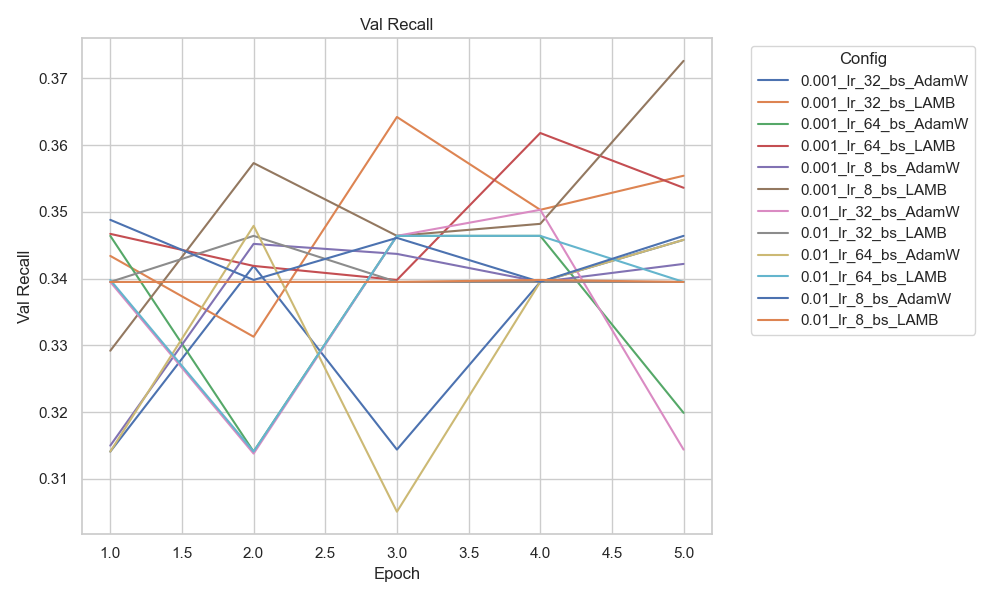 Val Recall
Val Recall
0.37
0.36
0.35
0.34
0.33
0.32
0.31
1.0 1.5 2.0 2.5 3.0 3.5 4.0 4.5 5.0
Epoch
Config
0.001_lr_32_bs_AdamW
0.001_lr_32_bs_LAMB
0.001_lr_64_bs_AdamW
0.001_lr_64_bs_LAMB
0.001_lr_8_bs_AdamW
0.001_lr_8_bs_LAMB
0.01_lr_32_bs_AdamW
0.01_lr_32_bs_LAMB
0.01_lr_64_bs_AdamW
0.01_lr_64_bs_LAMB
0.01_lr_8_bs_AdamW
0.01_lr_8_bs_LAMB